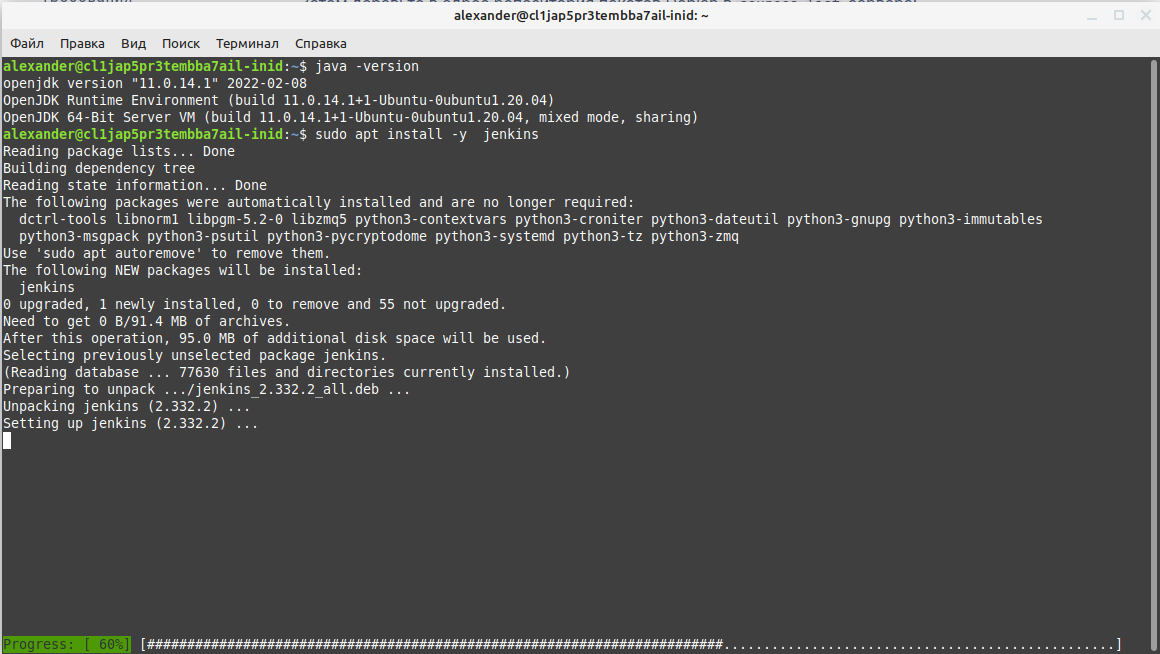 alexander@cl1jap5pr3tembba7ail-inid: ~
Файл Правка Вид Поиск Терминал Справка
alexander@cl1jap5pr3tembba7ail-inid:~$ java -version
openjdk version "11.0.14.1" 2022-02-08
OpenJDK Runtime Environment (build 11.0.14.1+1-Ubuntu-0ubuntu1.20.04)
OpenJDK 64-Bit Server VM (build 11.0.14.1+1-Ubuntu-0ubuntu1.20.04, mixed mode, sharing)
alexander@cl1jap5pr3tembba7ail-inid:~$ sudo apt install -y  jenkins
Reading package lists... Done
Building dependency tree
Reading state information... Done
The following packages were automatically installed and are no longer required:
  dctrl-tools libnorm1 libpgm-5.2-0 libzmq5 python3-contextvars python3-croniter python3-dateutil python3-gnupg python3-immutables
  python3-msgpack python3-psutil python3-pycryptodome python3-systemd python3-tz python3-zmq
Use 'sudo apt autoremove' to remove them.
The following NEW packages will be installed:
  jenkins
0 upgraded, 1 newly installed, 0 to remove and 55 not upgraded.
Need to get 0 B/91.4 MB of archives.
After this operation, 95.0 MB of additional disk space will be used.
Selecting previously unselected package jenkins.
(Reading database ... 77630 files and directories currently installed.)
Preparing to unpack .../jenkins_2.332.2_all.deb ...
Unpacking jenkins (2.332.2) ...
Setting up jenkins (2.332.2) ...
Progress: [ 60%] [########################################################################.................................................]